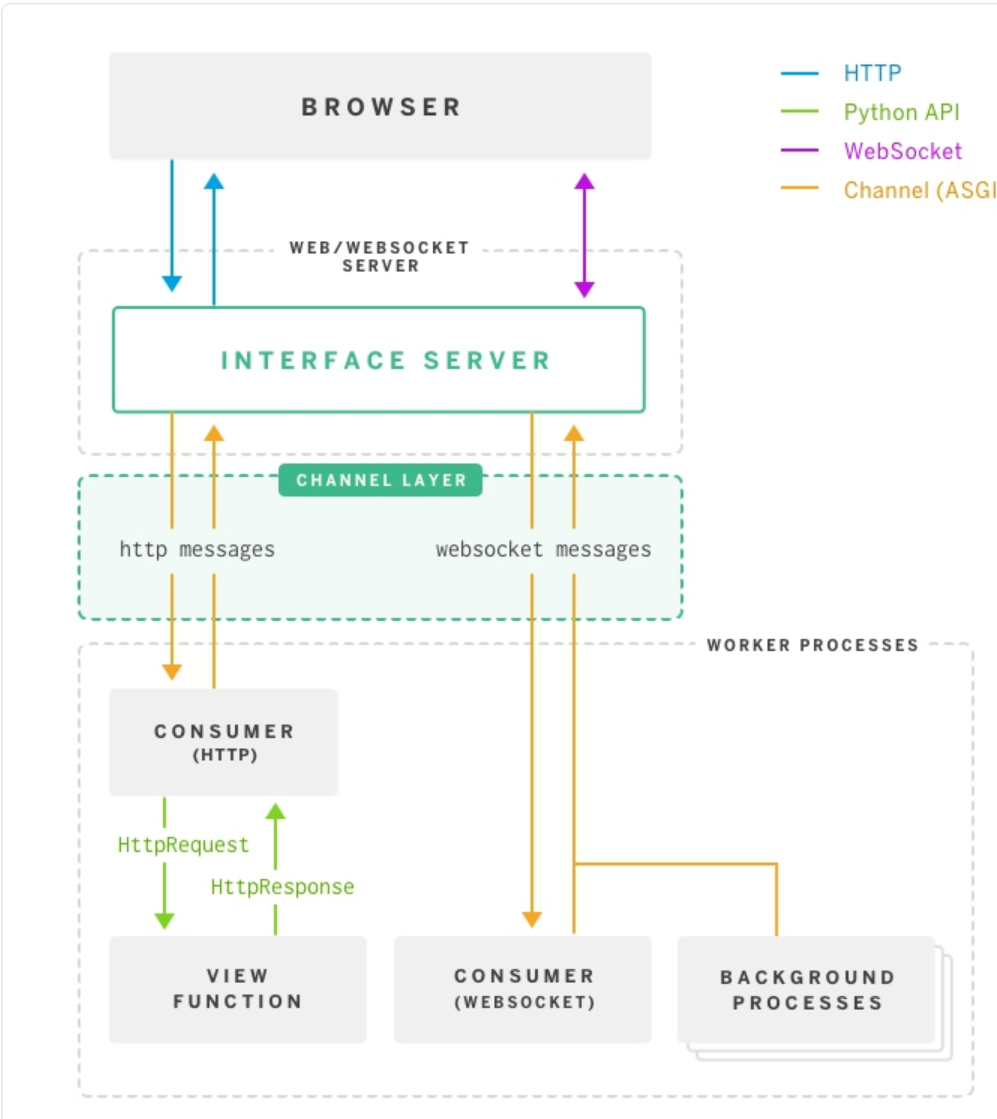 BROWSER
HTTP
Python API
WebSocket
Channel (ASGI
WEB/WEBSOCKET
SERVER
INTERFACE SERVER
CHANNEL LAYER
http messages
websocket messages
WORKER PROCESSES
CONSUMER
(HTTP)
HttpRequest
HttpResponse
VIEW
FUNCTION
CONSUMER
(WEBSOCKET)
BACKGROUND
PROCESSES